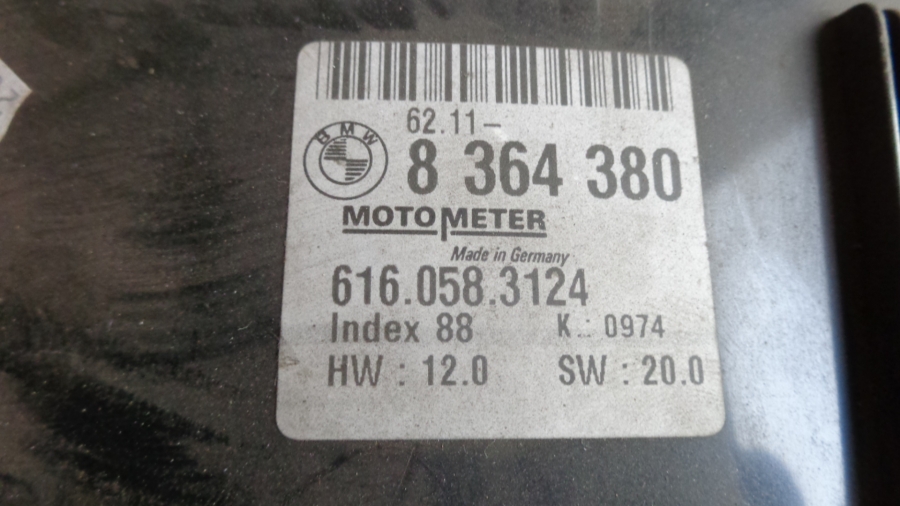 62.11–
BMW
8 364 380
MOTOMETER
Made in Germany
616.058.3124
Index 88 K.: 0974
HW : 12.0 SW : 20.0